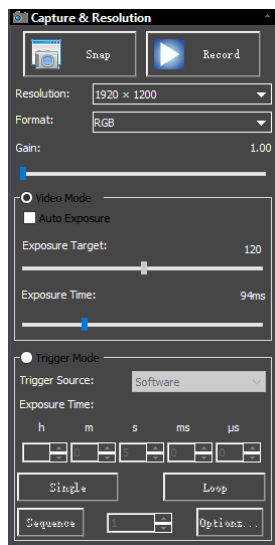 Capture & Resolution
Snap Record
Resolution: 1920 × 1200
Format: RGB
Gain: 1.00
Video Mode
Auto Exposure
Exposure Target: 120
Exposure Time: 94ms
Trigger Mode
Trigger Source: Software
Exposure Time:
h m s ms µs
0 5 0 0
Single Loop
Sequence 1 Options...